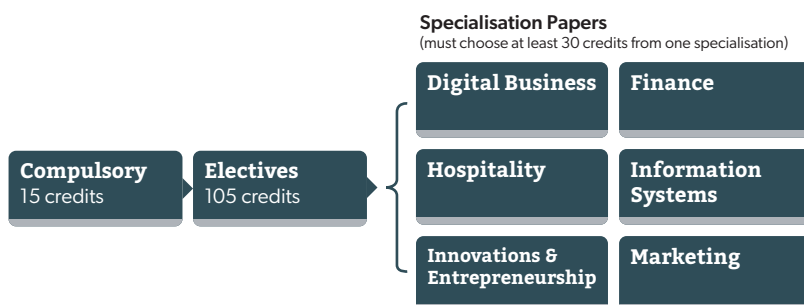 Specialisation Papers
(must choose at least 30 credits from one specialisation)
Digital Business
Finance
Compulsory
15 credits
Electives
105 credits
Hospitality
Information
Systems
Innovations &
Entrepreneurship
Marketing